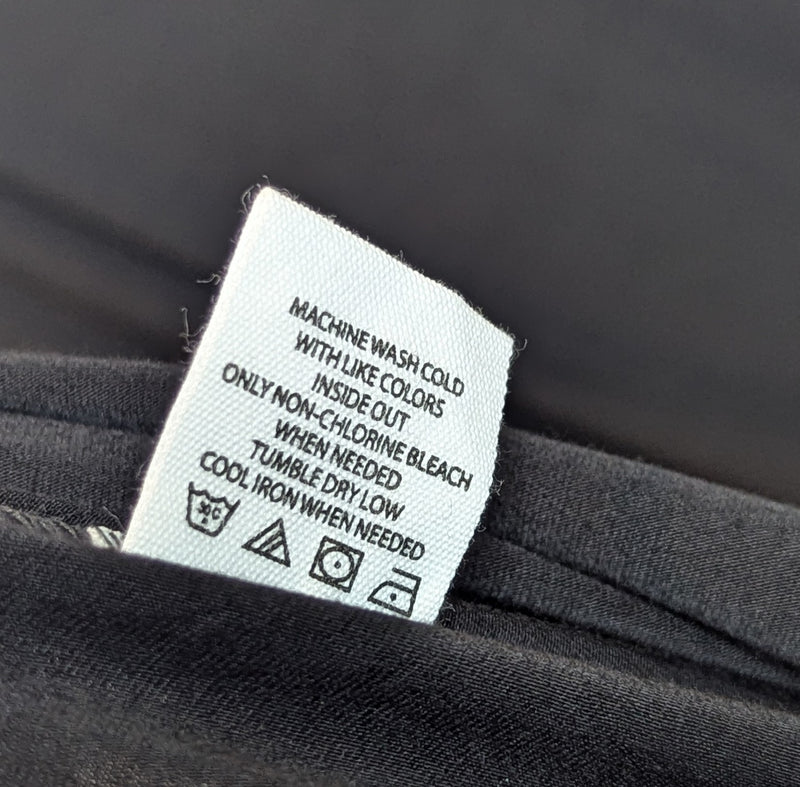 MACHINE WASH COLD
WITH LIKE COLORS
INSIDE OUT
ONLY NON-CHLORINE BLEACH
WHEN NEEDED
TUMBLE DRY LOW
COOL IRON WHEN NEEDED
30°C